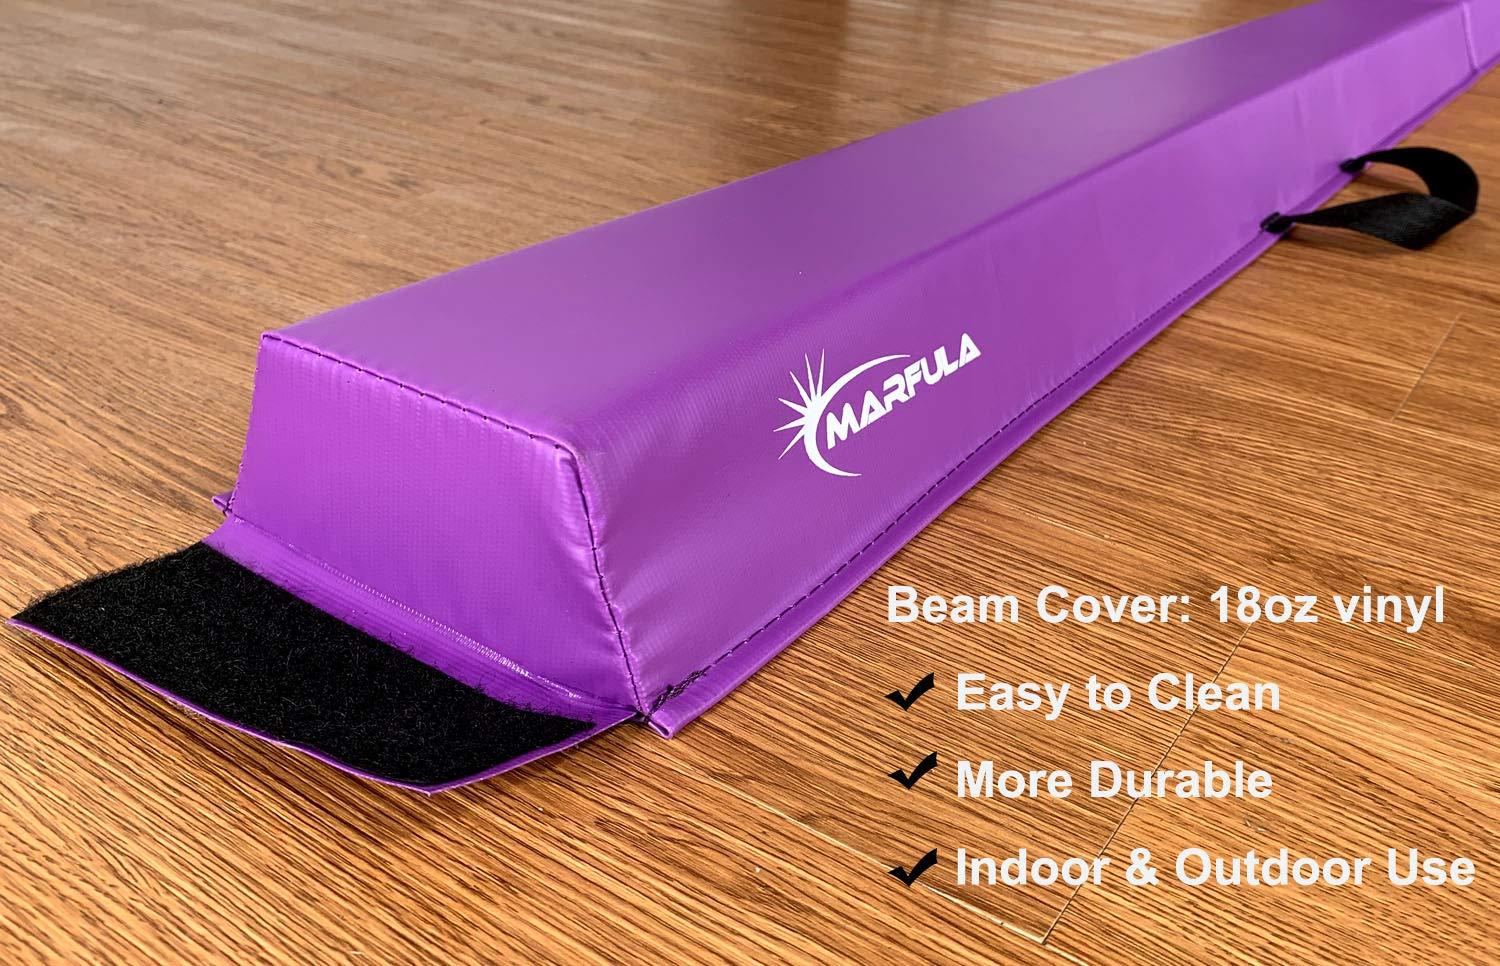 MARFULA
Beam Cover: 18oz vinyl
Easy to Clean
More Durable
Indoor & Outdoor Use